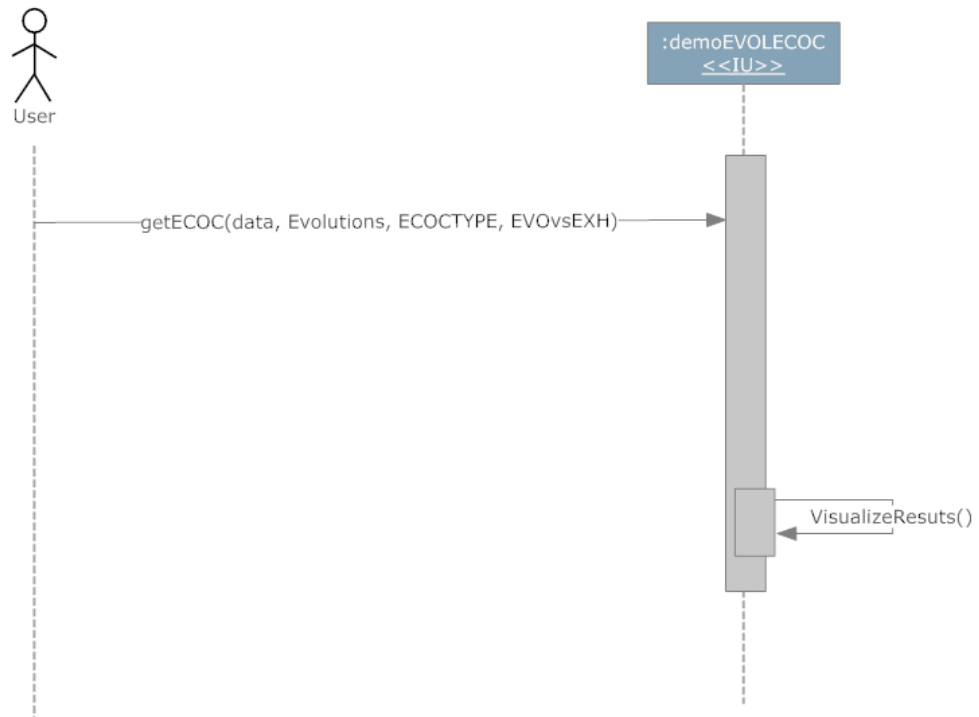 :demoEVOLECOC
<<IU>>
User
getECOC(data, Evolutions, ECOCTYPE, EVOvsEXH)
VisualizeResuts()